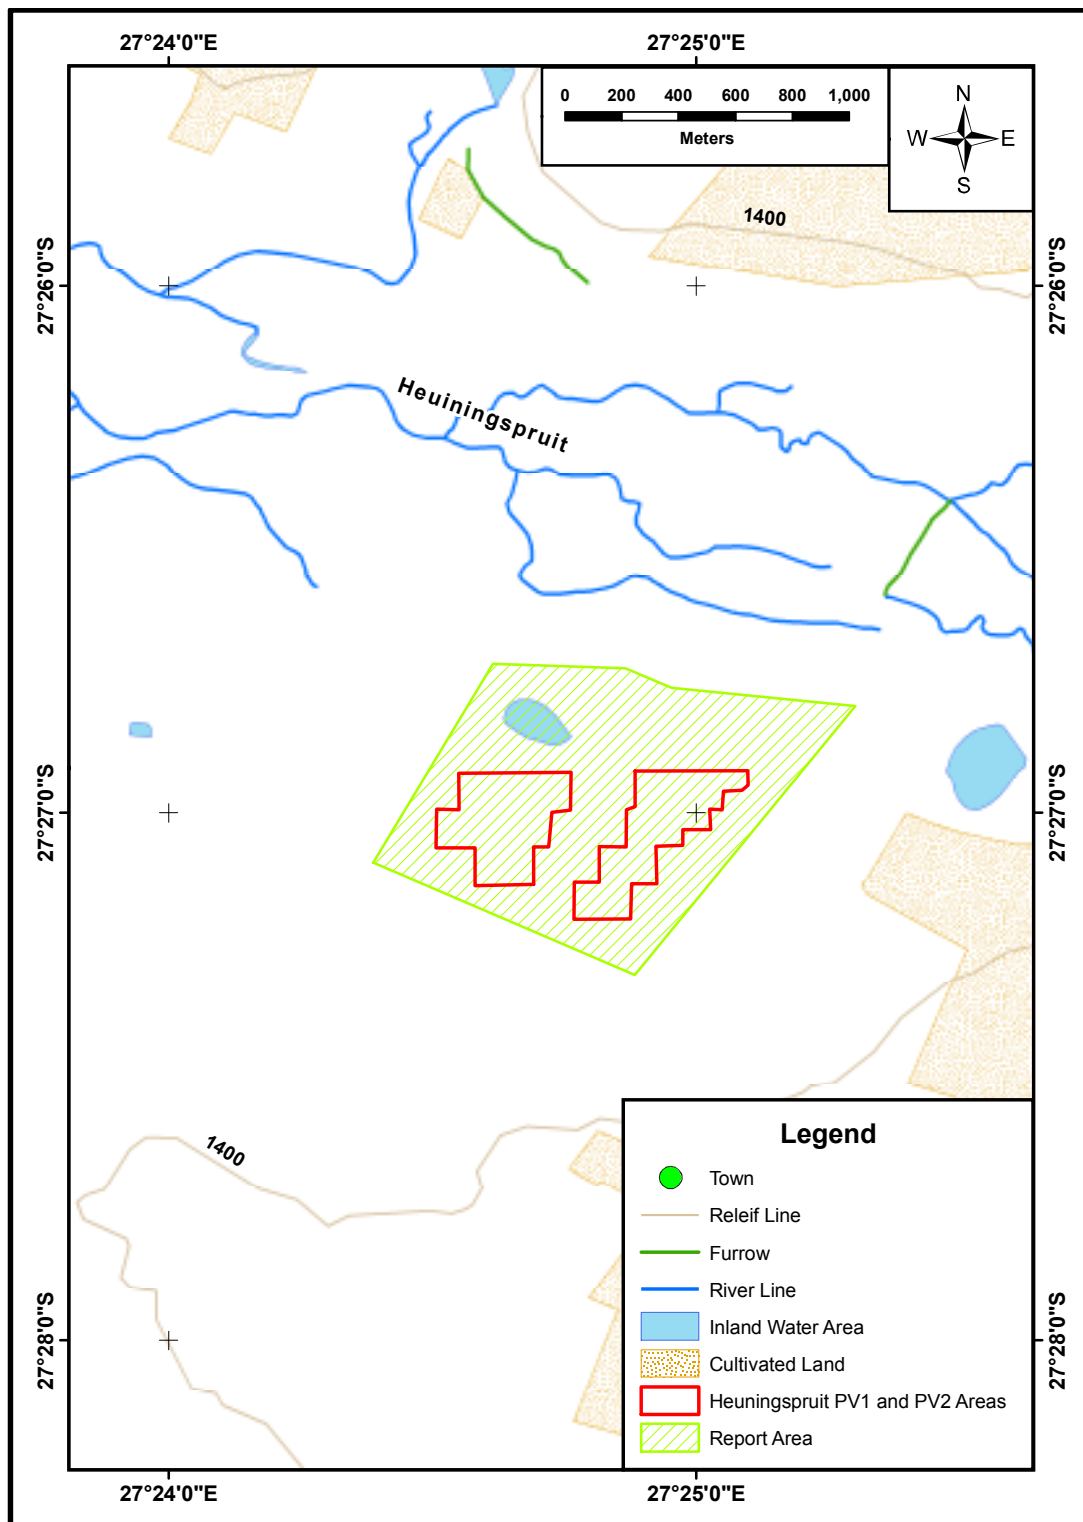 27°24'0"E 27°25'0"E
0 200 400 600 800 1,000
Meters
N
W E
S
1400
27°26'0"S 27°26'0"S
Heuiningspruit
27°27'0"S 27°27'0"S
1400
Legend
Town
Releif Line
Furrow
River Line
Inland Water Area
Cultivated Land
Heuningspruit PV1 and PV2 Areas
Report Area
27°28'0"S 27°28'0"S
27°24'0"E 27°25'0"E